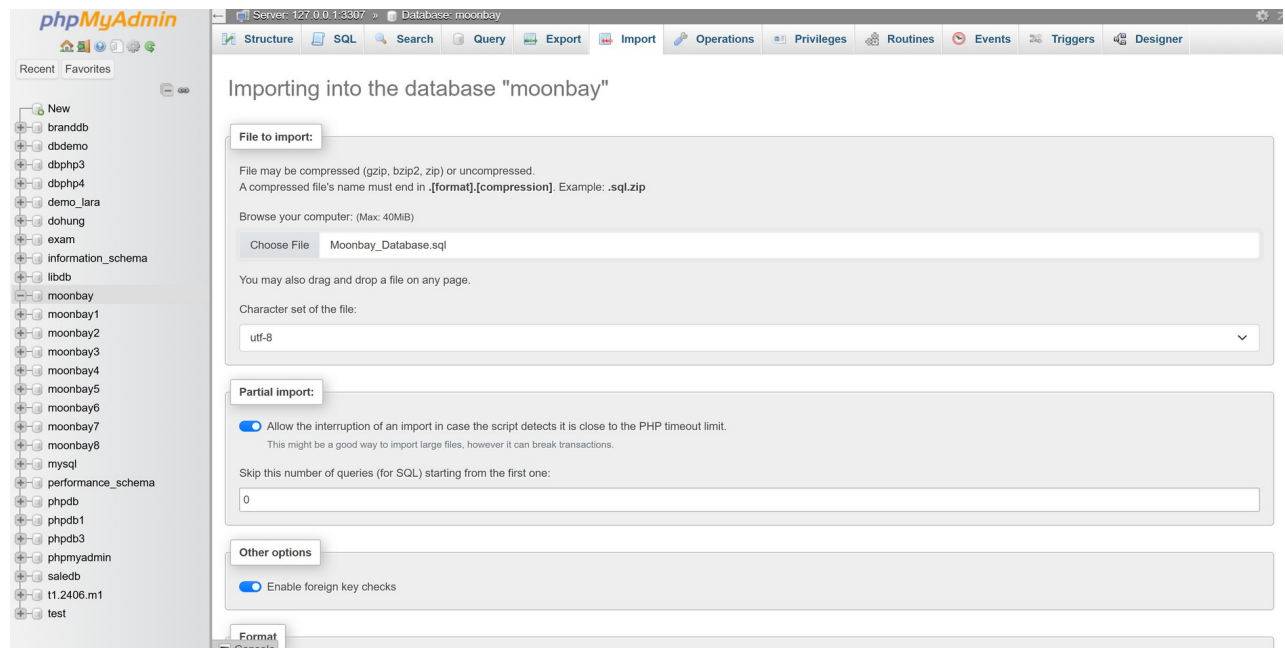 phpMyAdmin
Recent Favorites
New
branddb
dbdemo
dbphp3
dbphp4
demo_lara
dohung
exam
information_schema
libdb
moonbay
moonbay1
moonbay2
moonbay3
moonbay4
moonbay5
moonbay6
moonbay7
moonbay8
mysql
performance_schema
phpdb
phpdb1
phpdb3
phpmyadmin
saledb
t1.2406.m1
test
Server: 127.0.0.1:3307 » Database: moonbay
Structure SQL Search Query Export Import Operations Privileges Routines Events Triggers Designer
Importing into the database "moonbay"
File to import:
File may be compressed (gzip, bzip2, zip) or uncompressed.
A compressed file's name must end in .[format].[compression]. Example: .sql.zip
Browse your computer: (Max: 40MiB)
Choose File Moonbay_Database.sql
You may also drag and drop a file on any page.
Character set of the file:
utf-8
Partial import:
Allow the interruption of an import in case the script detects it is close to the PHP timeout limit.
This might be a good way to import large files, however it can break transactions.
Skip this number of queries (for SQL) starting from the first one:
0
Other options
Enable foreign key checks
Format
Console